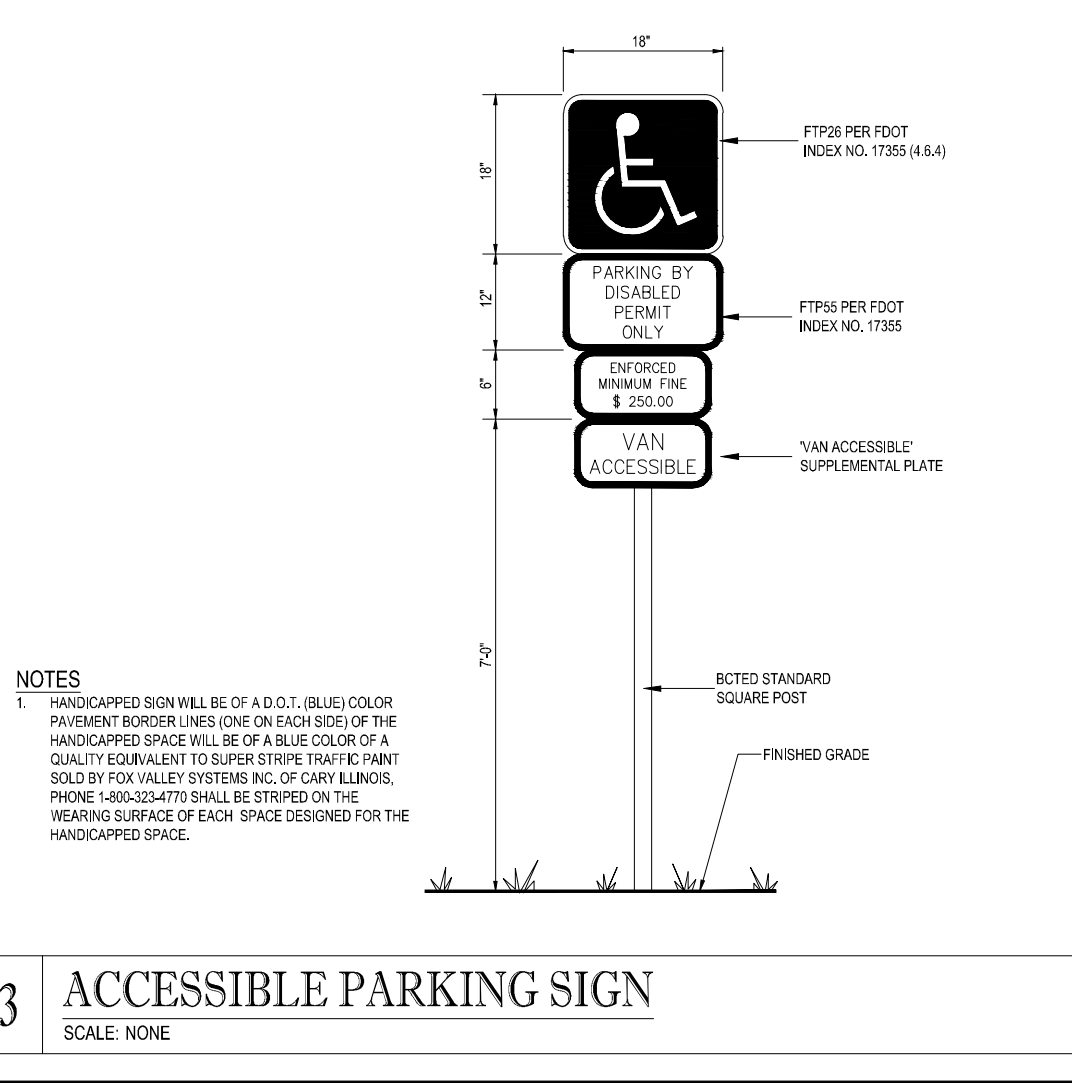 18"
18"
FTP26 PER FDOT
INDEX NO. 17355 (4.6.4)
12"
PARKING BY
DISABLED
PERMIT
ONLY
FTP55 PER FDOT
INDEX NO. 17355
6"
ENFORCED
MINIMUM FINE
$ 250.00
VAN
ACCESSIBLE
'VAN ACCESSIBLE'
SUPPLEMENTAL PLATE
7'-0"
BCTED STANDARD
SQUARE POST
FINISHED GRADE
NOTES
1. HANDICAPPED SIGN WILL BE OF A D.O.T. (BLUE) COLOR
PAVEMENT BORDER LINES (ONE ON EACH SIDE) OF THE
HANDICAPPED SPACE WILL BE OF A BLUE COLOR OF A
QUALITY EQUIVALENT TO SUPER STRIPE TRAFFIC PAINT
SOLD BY FOX VALLEY SYSTEMS INC. OF CARY ILLINOIS,
PHONE 1-800-323-4770 SHALL BE STRIPED ON THE
WEARING SURFACE OF EACH SPACE DESIGNED FOR THE
HANDICAPPED SPACE.
3
ACCESSIBLE PARKING SIGN
SCALE: NONE